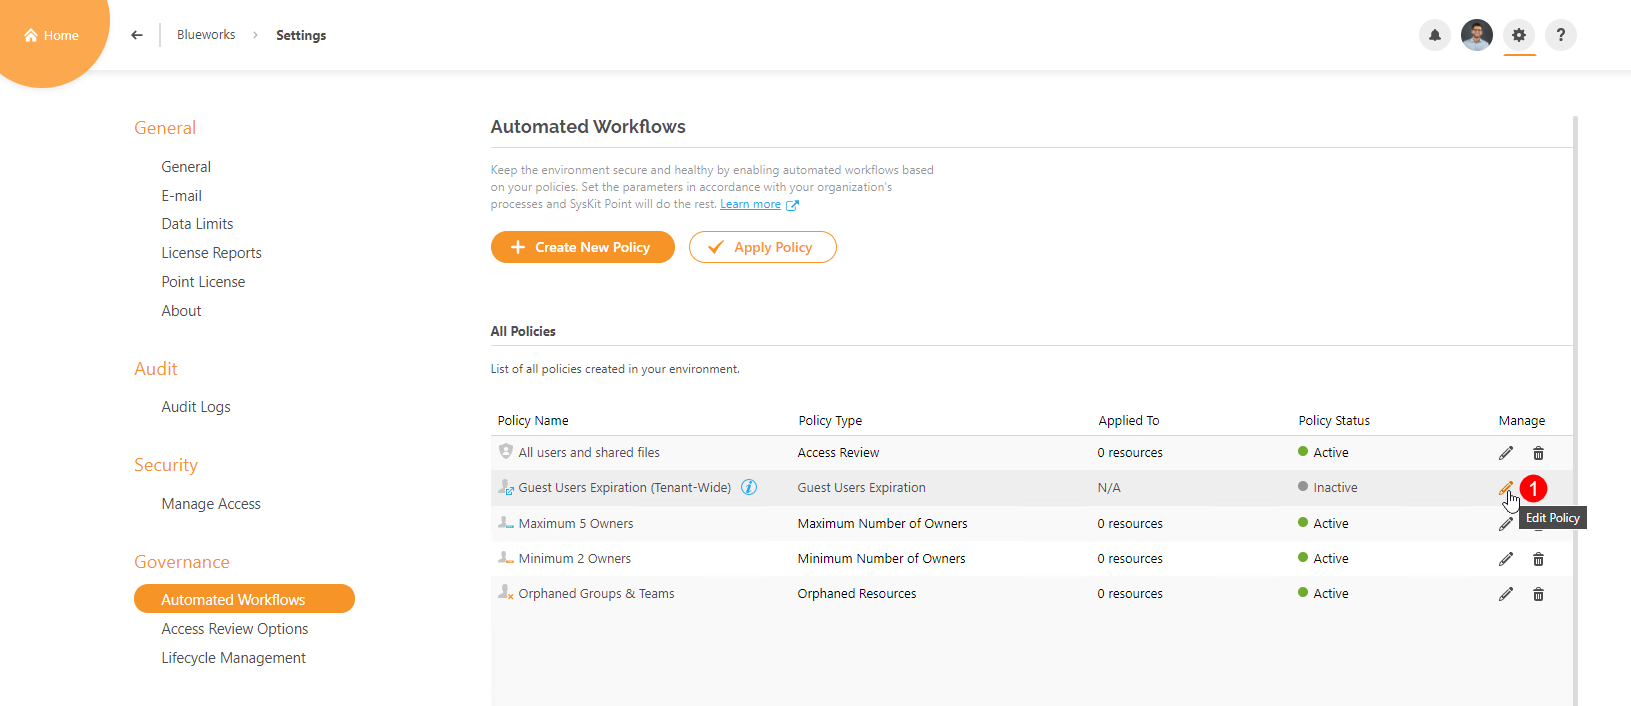 Home
Blueworks
Settings
?
General
General
E-mail
Data Limits
License Reports
Point License
About
Audit
Audit Logs
Security
Manage Access
Governance
Automated Workflows
Access Review Options
Lifecycle Management
Automated Workflows
Keep the environment secure and healthy by enabling automated workflows based
on your policies. Set the parameters in accordance with your organization's
processes and SysKit Point will do the rest. Learn more
Create New Policy
Apply Policy
All Policies
List of all policies created in your environment.
Policy Name Policy Type Applied To Policy Status Manage
All users and shared files Access Review 0 resources Active
Guest Users Expiration (Tenant-Wide) i Guest Users Expiration N/A Inactive 1
Edit Policy
Maximum 5 Owners Maximum Number of Owners 0 resources Active
Minimum 2 Owners Minimum Number of Owners 0 resources Active
Orphaned Groups & Teams Orphaned Resources 0 resources Active